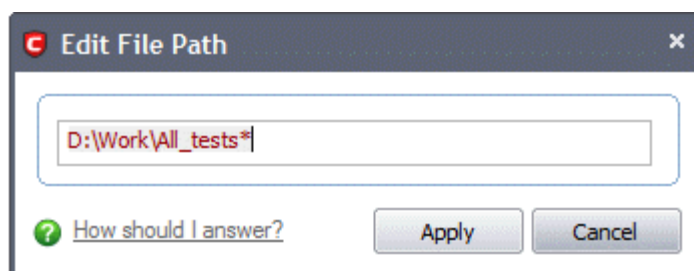 Edit File Path
D:\Work\All_tests*
How should I answer?
Apply
Cancel